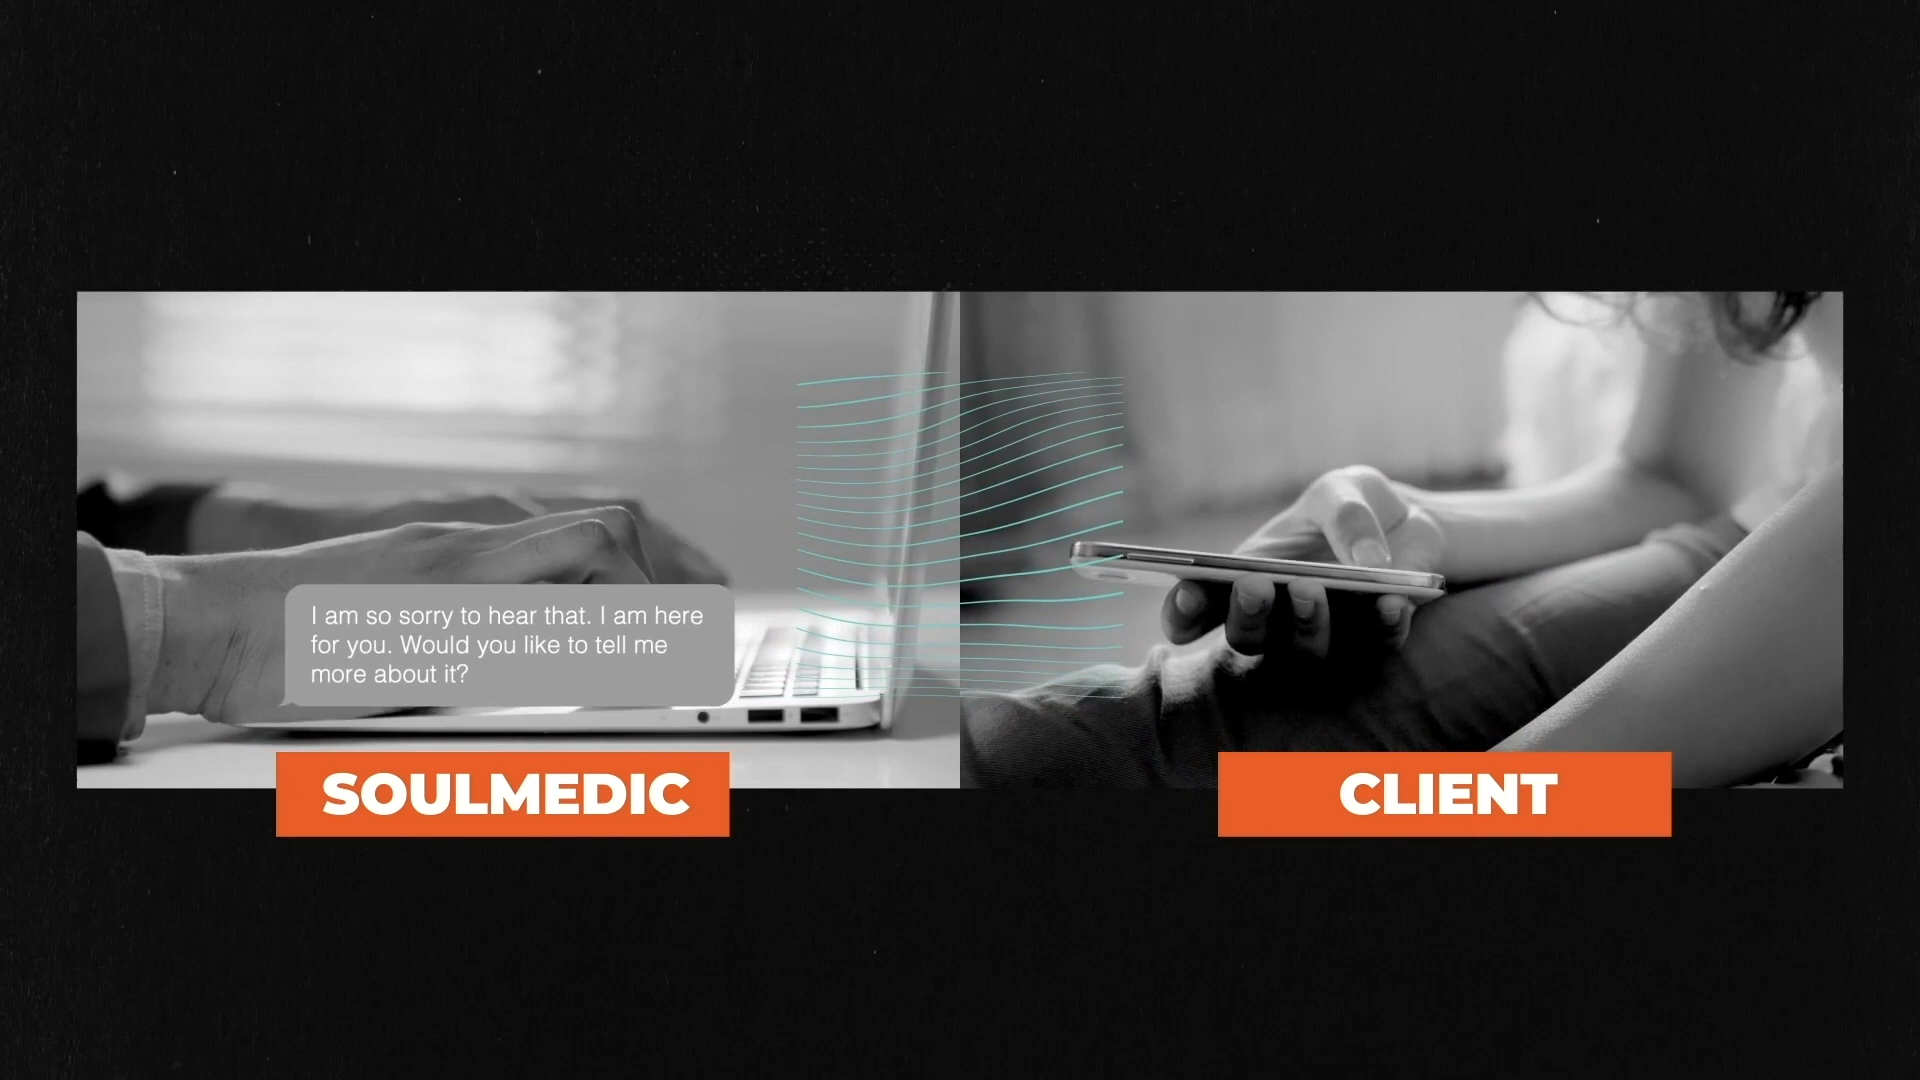 I am so sorry to hear that. I am here
for you. Would you like to tell me
more about it?
SOULMEDIC
CLIENT